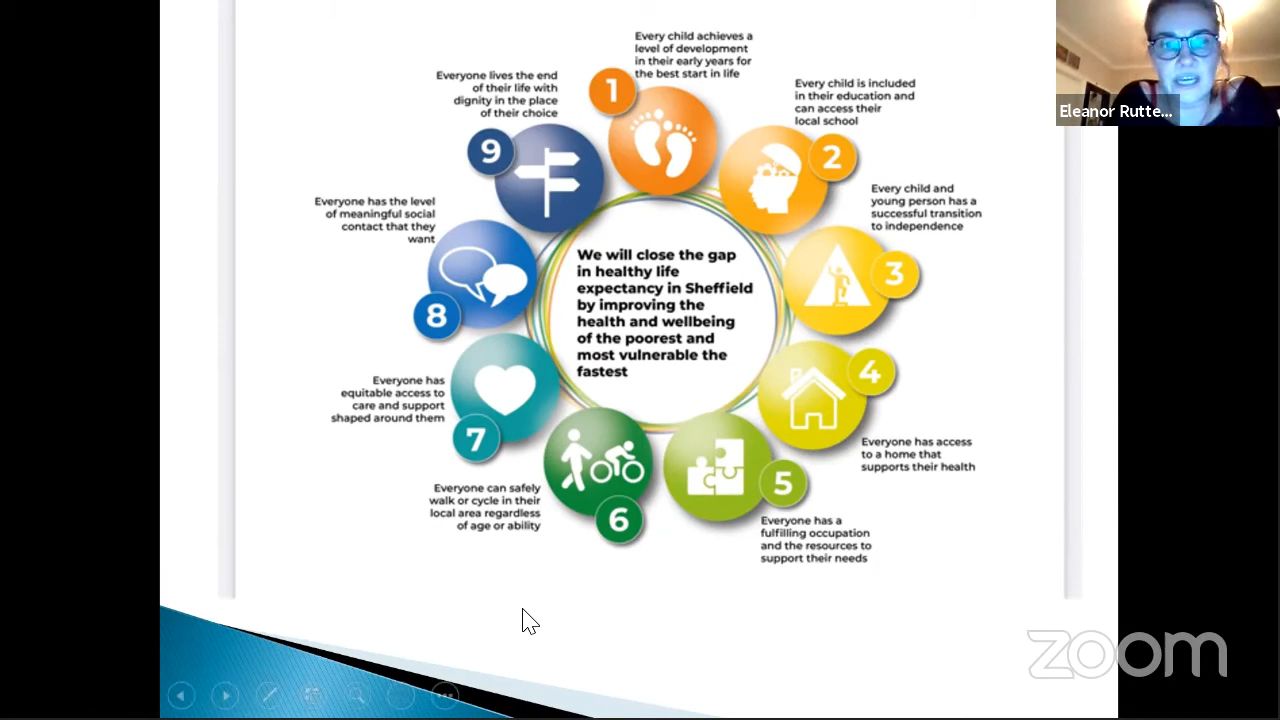 Every child achieves a
level of development
in their early years for
the best start in life
1
Every child is included
in their education and
can access their
local school
2
Every child and
young person has a
successful transition
to independence
3
4
Everyone has access
to a home that
supports their health
5
Everyone has a
fulfilling occupation
and the resources to
support their needs
Everyone can safely
walk or cycle in their
local area regardless
of age or ability
6
Everyone has
equitable access to
care and support
shaped around them
7
Everyone has the level
of meaningful social
contact that they
want
8
Everyone lives the end
of their life with
dignity in the place
of their choice
9
We will close the gap
in healthy life
expectancy in Sheffield
by improving the
health and wellbeing
of the poorest and
most vulnerable the
fastest
Eleanor Rutte...
zoom